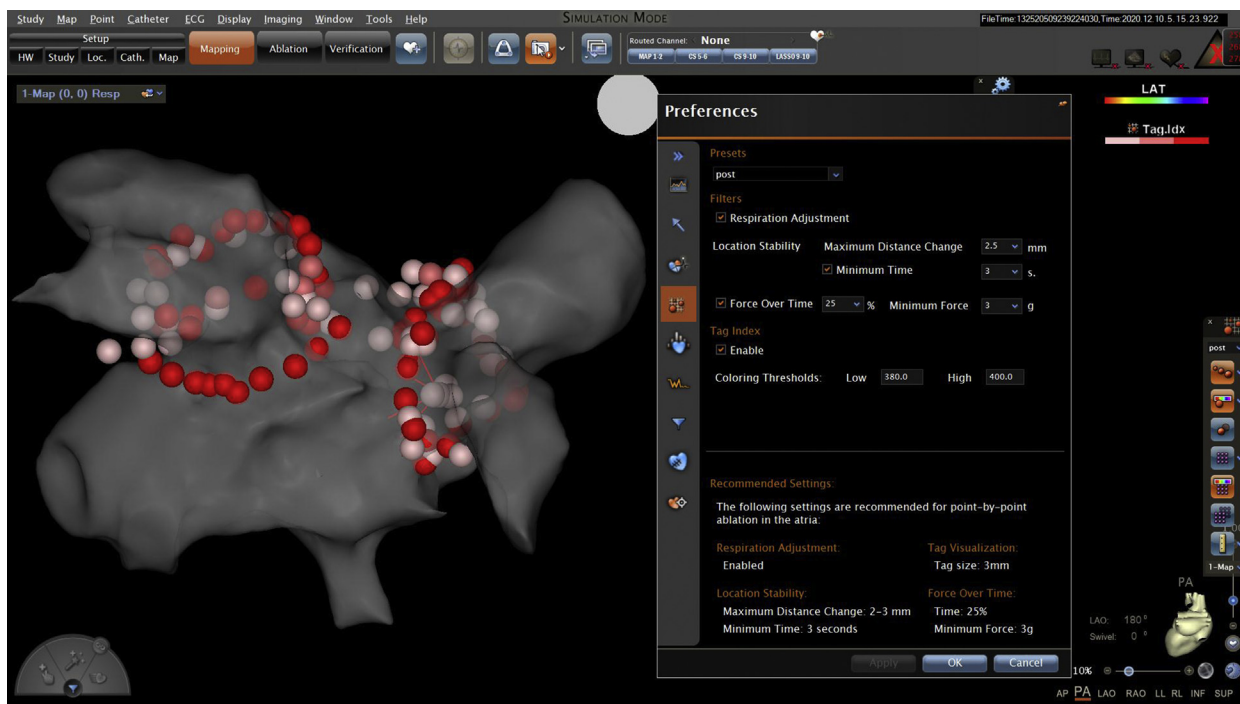 Study Map Point Catheter ECG Display Imaging Window Tools Help
SIMULATION MODE
FileTime:132520509239224030,Time:2020.12.10.5.15.23.922
Setup
HW Study Loc. Cath. Map
Mapping
Ablation
Verification
Routed Channel: None
MAP 1-2 CS 5-6 CS 9-10 LASSO 9-10
1-Map (0, 0) Resp
LAT
Tag.Idx
Preferences
Presets
post
Filters
Respiration Adjustment
Location Stability Maximum Distance Change 2.5 mm
Minimum Time 3 s.
Force Over Time 25 % Minimum Force 3 g
Tag Index
Enable
Coloring Thresholds: Low 380.0 High 400.0
Recommended Settings:
The following settings are recommended for point-by-point
ablation in the atria:
Respiration Adjustment: Tag Visualization:
Enabled Tag size: 3mm
Location Stability: Force Over Time:
Maximum Distance Change: 2-3 mm Time: 25%
Minimum Time: 3 seconds Minimum Force: 3g
Apply OK Cancel
post
1-Map
PA
LAO: 180°
Swivel: 0 °
10%
AP PA LAO RAO LL RL INF SUP